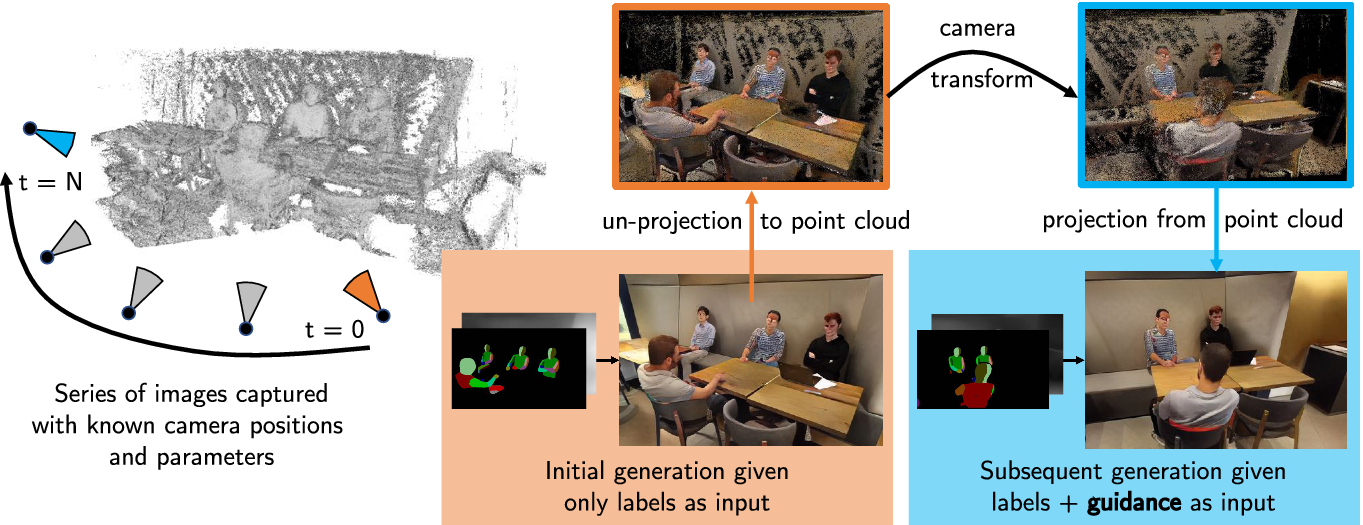 t = N
t = 0
Series of images captured
with known camera positions
and parameters
camera
transform
un-projection to point cloud
projection from point cloud
Initial generation given
only labels as input
Subsequent generation given
labels + guidance as input